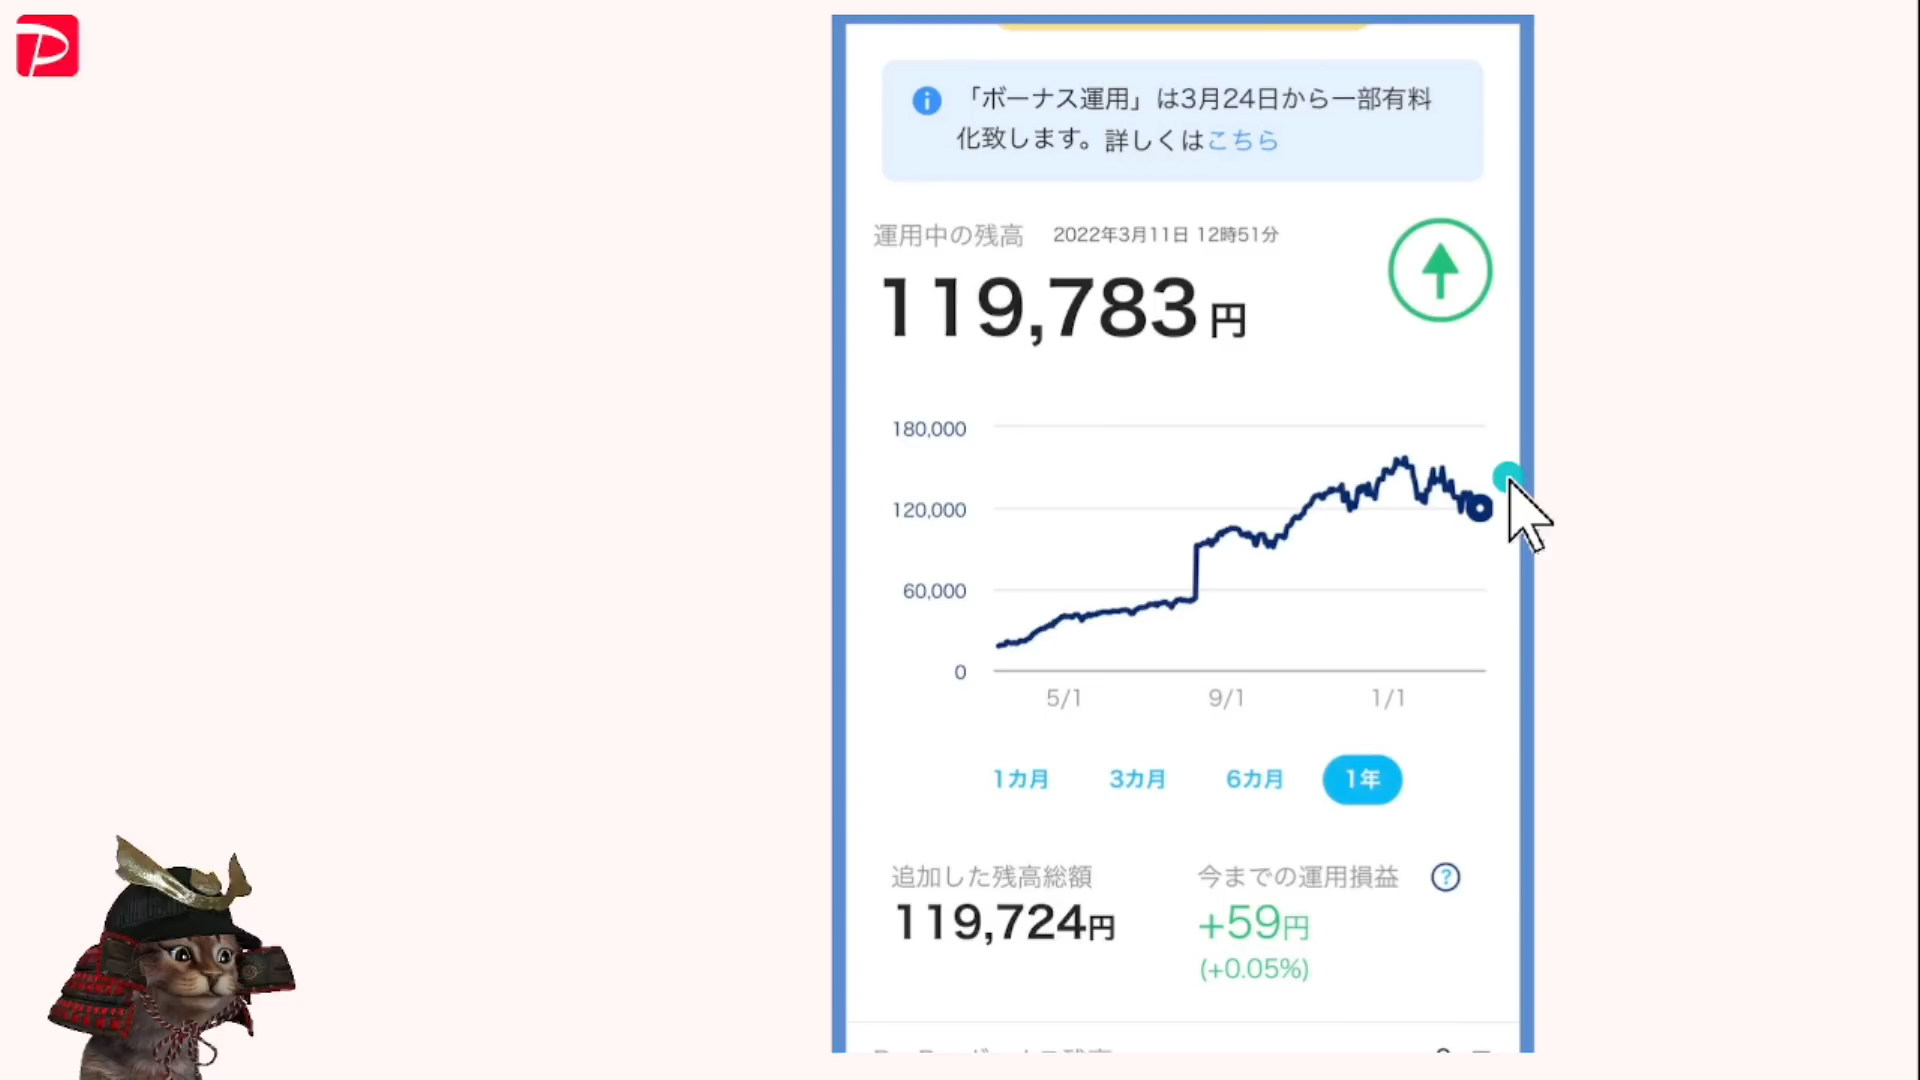 「ボーナス運用」は3月24日から一部有料
化致します。詳しくはこちら
運用中の残高 2022年3月11日 12時51分
119,783円
180,000
120,000
60,000
0
5/1 9/1 1/1
1カ月 3カ月 6カ月 1年
追加した残高総額 今までの運用損益 ?
119,724円 +59円
(+0.05%)